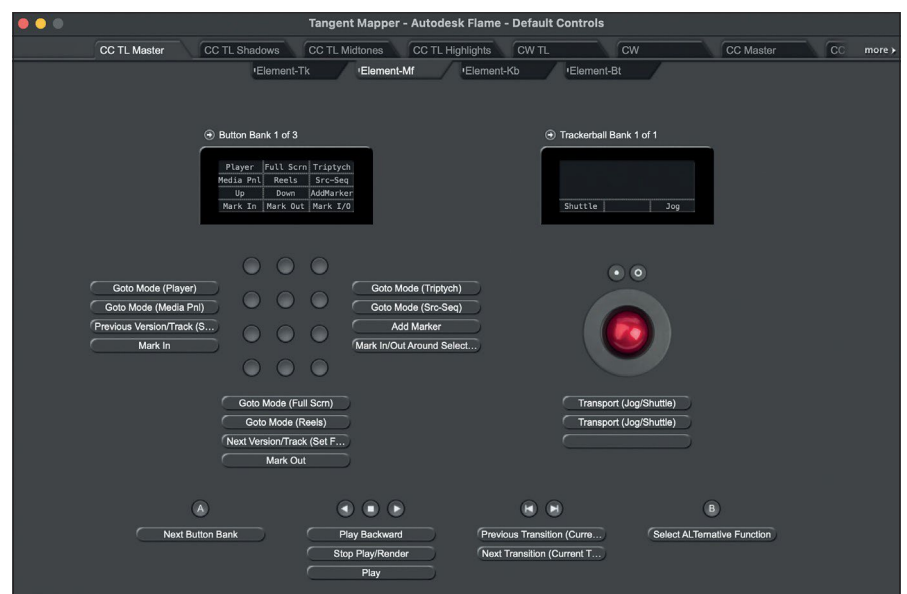 Tangent Mapper - Autodesk Flame - Default Controls
CC TL Master CC TL Shadows CC TL Midtones CC TL Highlights CW TL CW CC Master CC more
Element-Tk Element-Mf Element-Kb Element-Bt
Button Bank 1 of 3
Trackerball Bank 1 of 1
Player Full Scrn Triptych
Media Pnl Reels Src-Seq
Up Down AddMarker
Mark In Mark Out Mark I/O
Shuttle Jog
Goto Mode (Player)
Goto Mode (Media Pnl)
Previous Version/Track (S...
Mark In
Goto Mode (Triptych)
Goto Mode (Src-Seq)
Add Marker
Mark In/Out Around Select...
Goto Mode (Full Scrn)
Goto Mode (Reels)
Next Version/Track (Set F...
Mark Out
Transport (Jog/Shuttle)
Transport (Jog/Shuttle)
A
Next Button Bank
Play Backward
Stop Play/Render
Play
Previous Transition (Curre...
Next Transition (Current T...
B
Select ALTernative Function